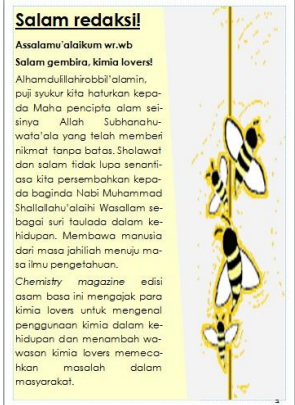 Salam redaksi!
Assalamu'alaikum wr.wb
Salam gembira, kimia lovers!
Alhamdulillahirobbil'alamin,
puji syukur kita haturkan kepa-
da Maha pencipta alam sei-
sinya Allah Subhanahu-
wata'ala yang telah memberi
nikmat tanpa batas. Sholawat
dan salam tidak lupa senanti-
asa kita persembahkan kepa-
da baginda Nabi Muhammad
Shallallahu'alaihi Wasallam se-
bagai suri taulada dalam ke-
hidupan. Membawa manusia
dari masa jahiliah menuju ma-
sa ilmu pengetahuan.
Chemistry magazine edisi
asam basa ini mengajak para
kimia lovers untuk mengenal
penggunaan kimia dalam ke-
hidupan dan menambah wa-
wasan kimia lovers memeca-
hkan masalah dalam
masyarakat.